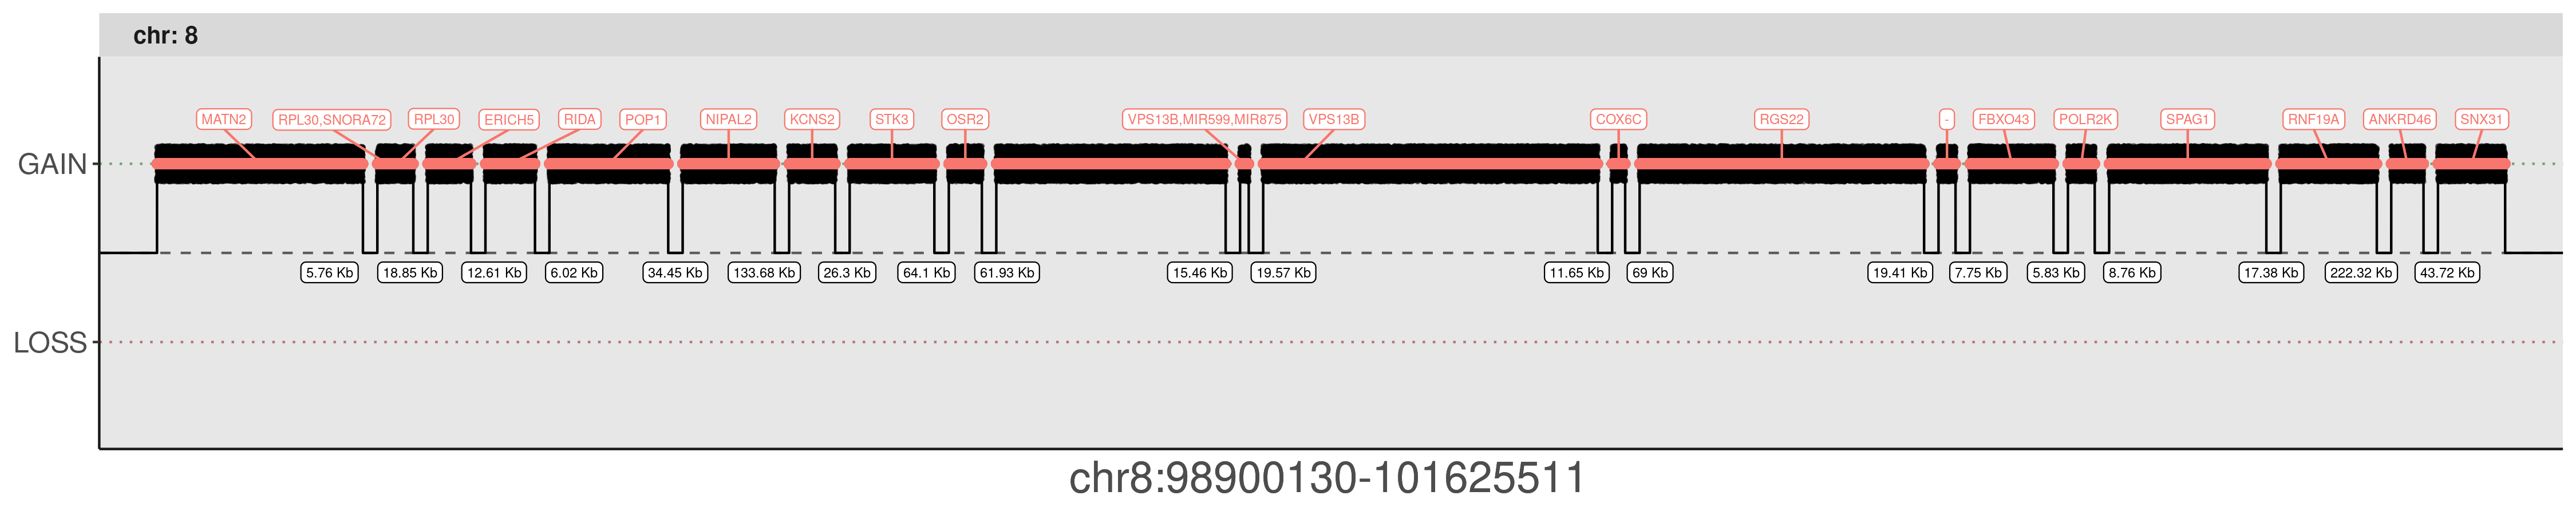 chr: 8
MATN2 RPL30,SNORA72 RPL30 ERICH5 RIDA POP1 NIPAL2 KCNS2 STK3 OSR2 VPS13B,MIR599,MIR875 VPS13B COX6C RGS22 - FBXO43 POLR2K SPAG1 RNF19A ANKRD46 SNX31
GAIN
5.76 Kb 18.85 Kb 12.61 Kb 6.02 Kb 34.45 Kb 133.68 Kb 26.3 Kb 64.1 Kb 61.93 Kb 15.46 Kb 19.57 Kb 11.65 Kb 69 Kb 19.41 Kb 7.75 Kb 5.83 Kb 8.76 Kb 17.38 Kb 222.32 Kb 43.72 Kb
LOSS
chr8:98900130-101625511